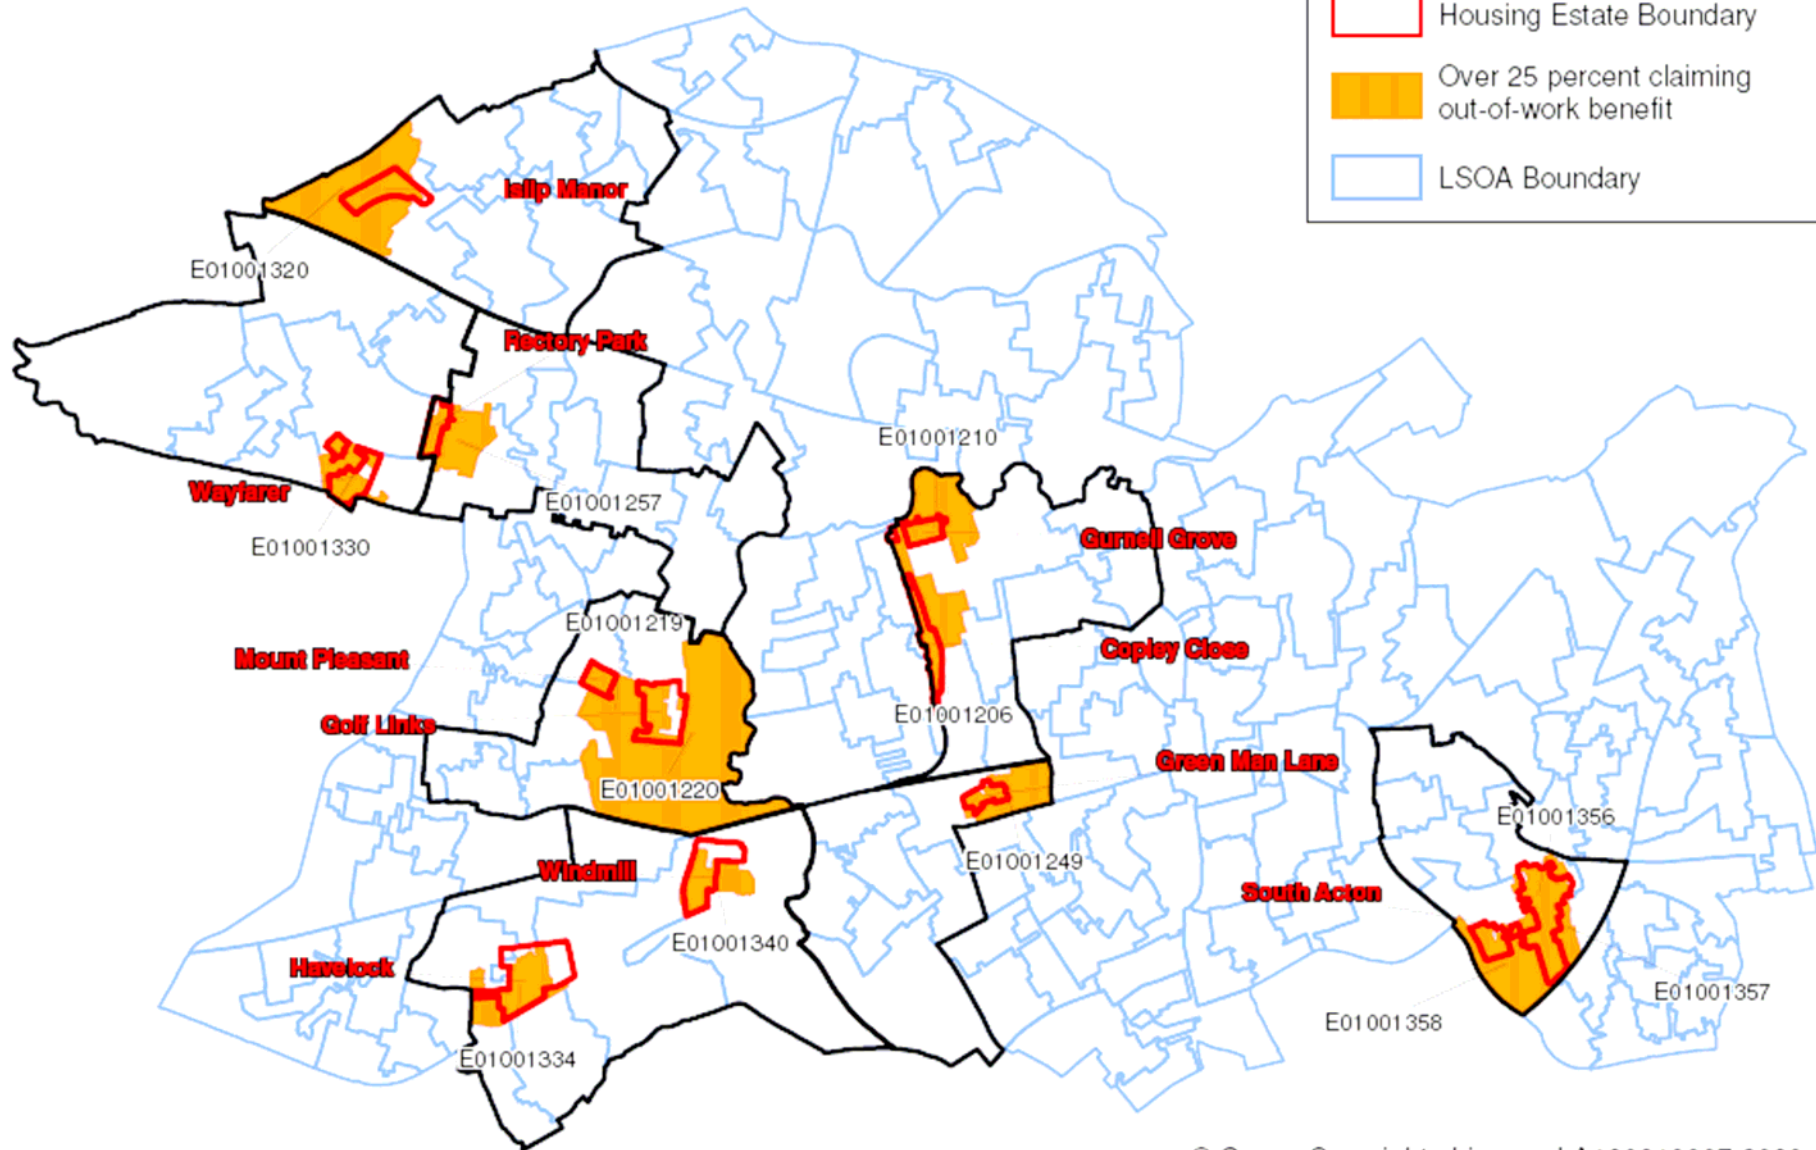 Housing Estate Boundary
Over 25 percent claiming
out-of-work benefit
LSOA Boundary
Islip Manor
E01001320
Rectory Park
E01001210
Wayfarer
E01001257
Gurnell Grove
E01001330
E01001219
Copley Close
Mount Pleasant
E01001206
Golf Links
Green Man Lane
E01001220
E01001356
E01001249
Windmill
South Acton
E01001340
Havelock
E01001357
E01001358
E01001334